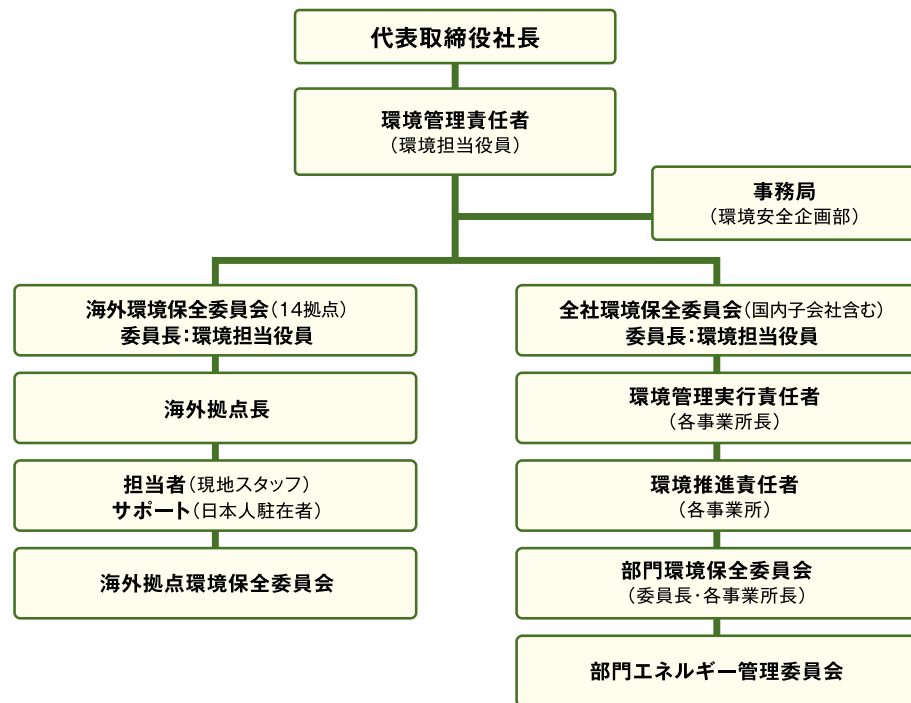 代表取締役社長
環境管理責任者
（環境担当役員）
事務局
（環境安全企画部）
海外環境保全委員会（14拠点）
委員長：環境担当役員
海外拠点長
担当者（現地スタッフ）
サポート（日本人駐在者）
海外拠点環境保全委員会
全社環境保全委員会（国内子会社含む）
委員長：環境担当役員
環境管理実行責任者
（各事業所長）
環境推進責任者
（各事業所）
部門環境保全委員会
（委員長・各事業所長）
部門エネルギー管理委員会